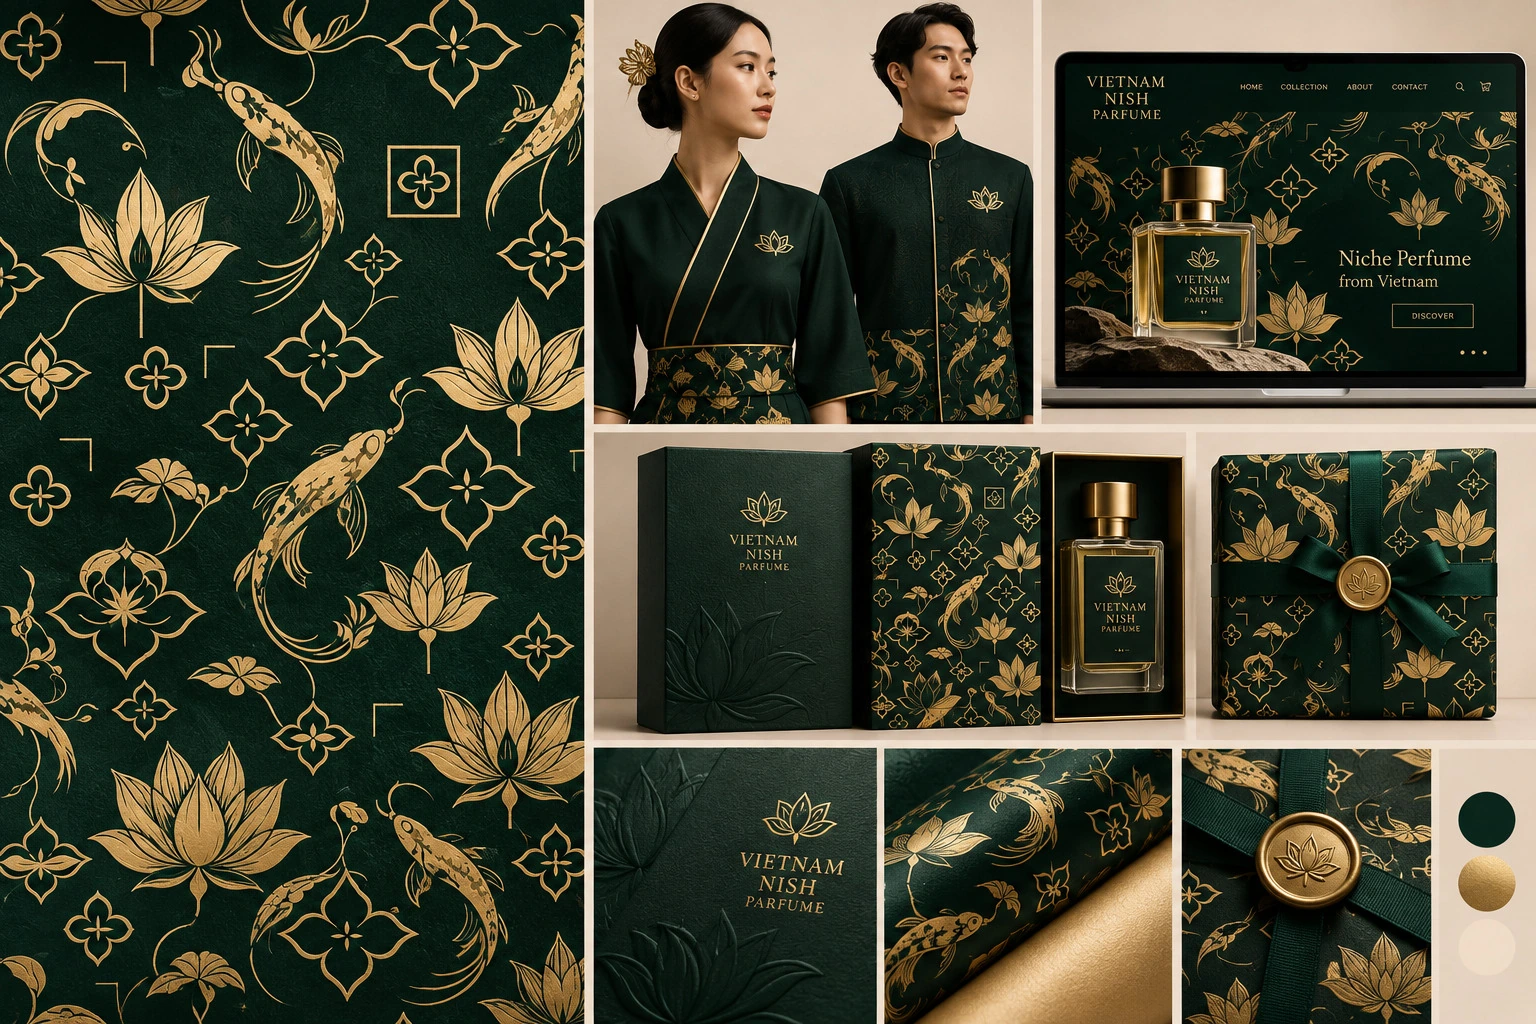 VIETNAM
NISH
PARFUME
HOME
COLLECTION
ABOUT
CONTACT
VIETNAM
NISH
PARFUME
Niche Perfume
from Vietnam
DISCOVER
VIETNAM
NISH
PARFUME
VIETNAM
NISH
PARFUME
VIETNAM
NISH
PARFUME